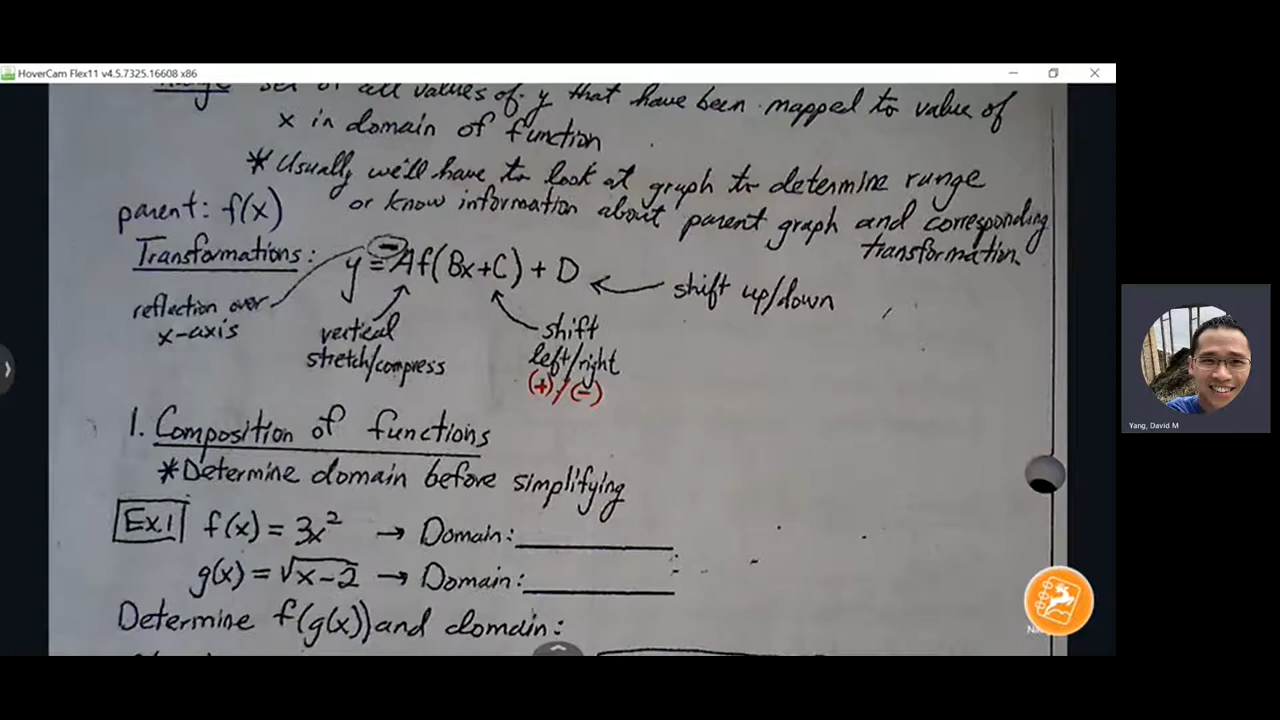 HoverCam Flex11 v4.5.7325.16608 x86
Range set of all values of y that have been mapped to value of
x in domain of function
* Usually we'll have to look at graph to determine range
or know information about parent graph and corresponding
transformation.
parent: f(x)
Transformations: y = -Af(Bx+C) + D
shift up/down
reflection over
x-axis
vertical
stretch/compress
shift
left/right
(+)/(-)
1. Composition of functions
*Determine domain before simplifying
Ex.1 f(x) = 3x² → Domain:
g(x) = √x-2 → Domain:
Determine f(g(x)) and domain:
Yang, David M